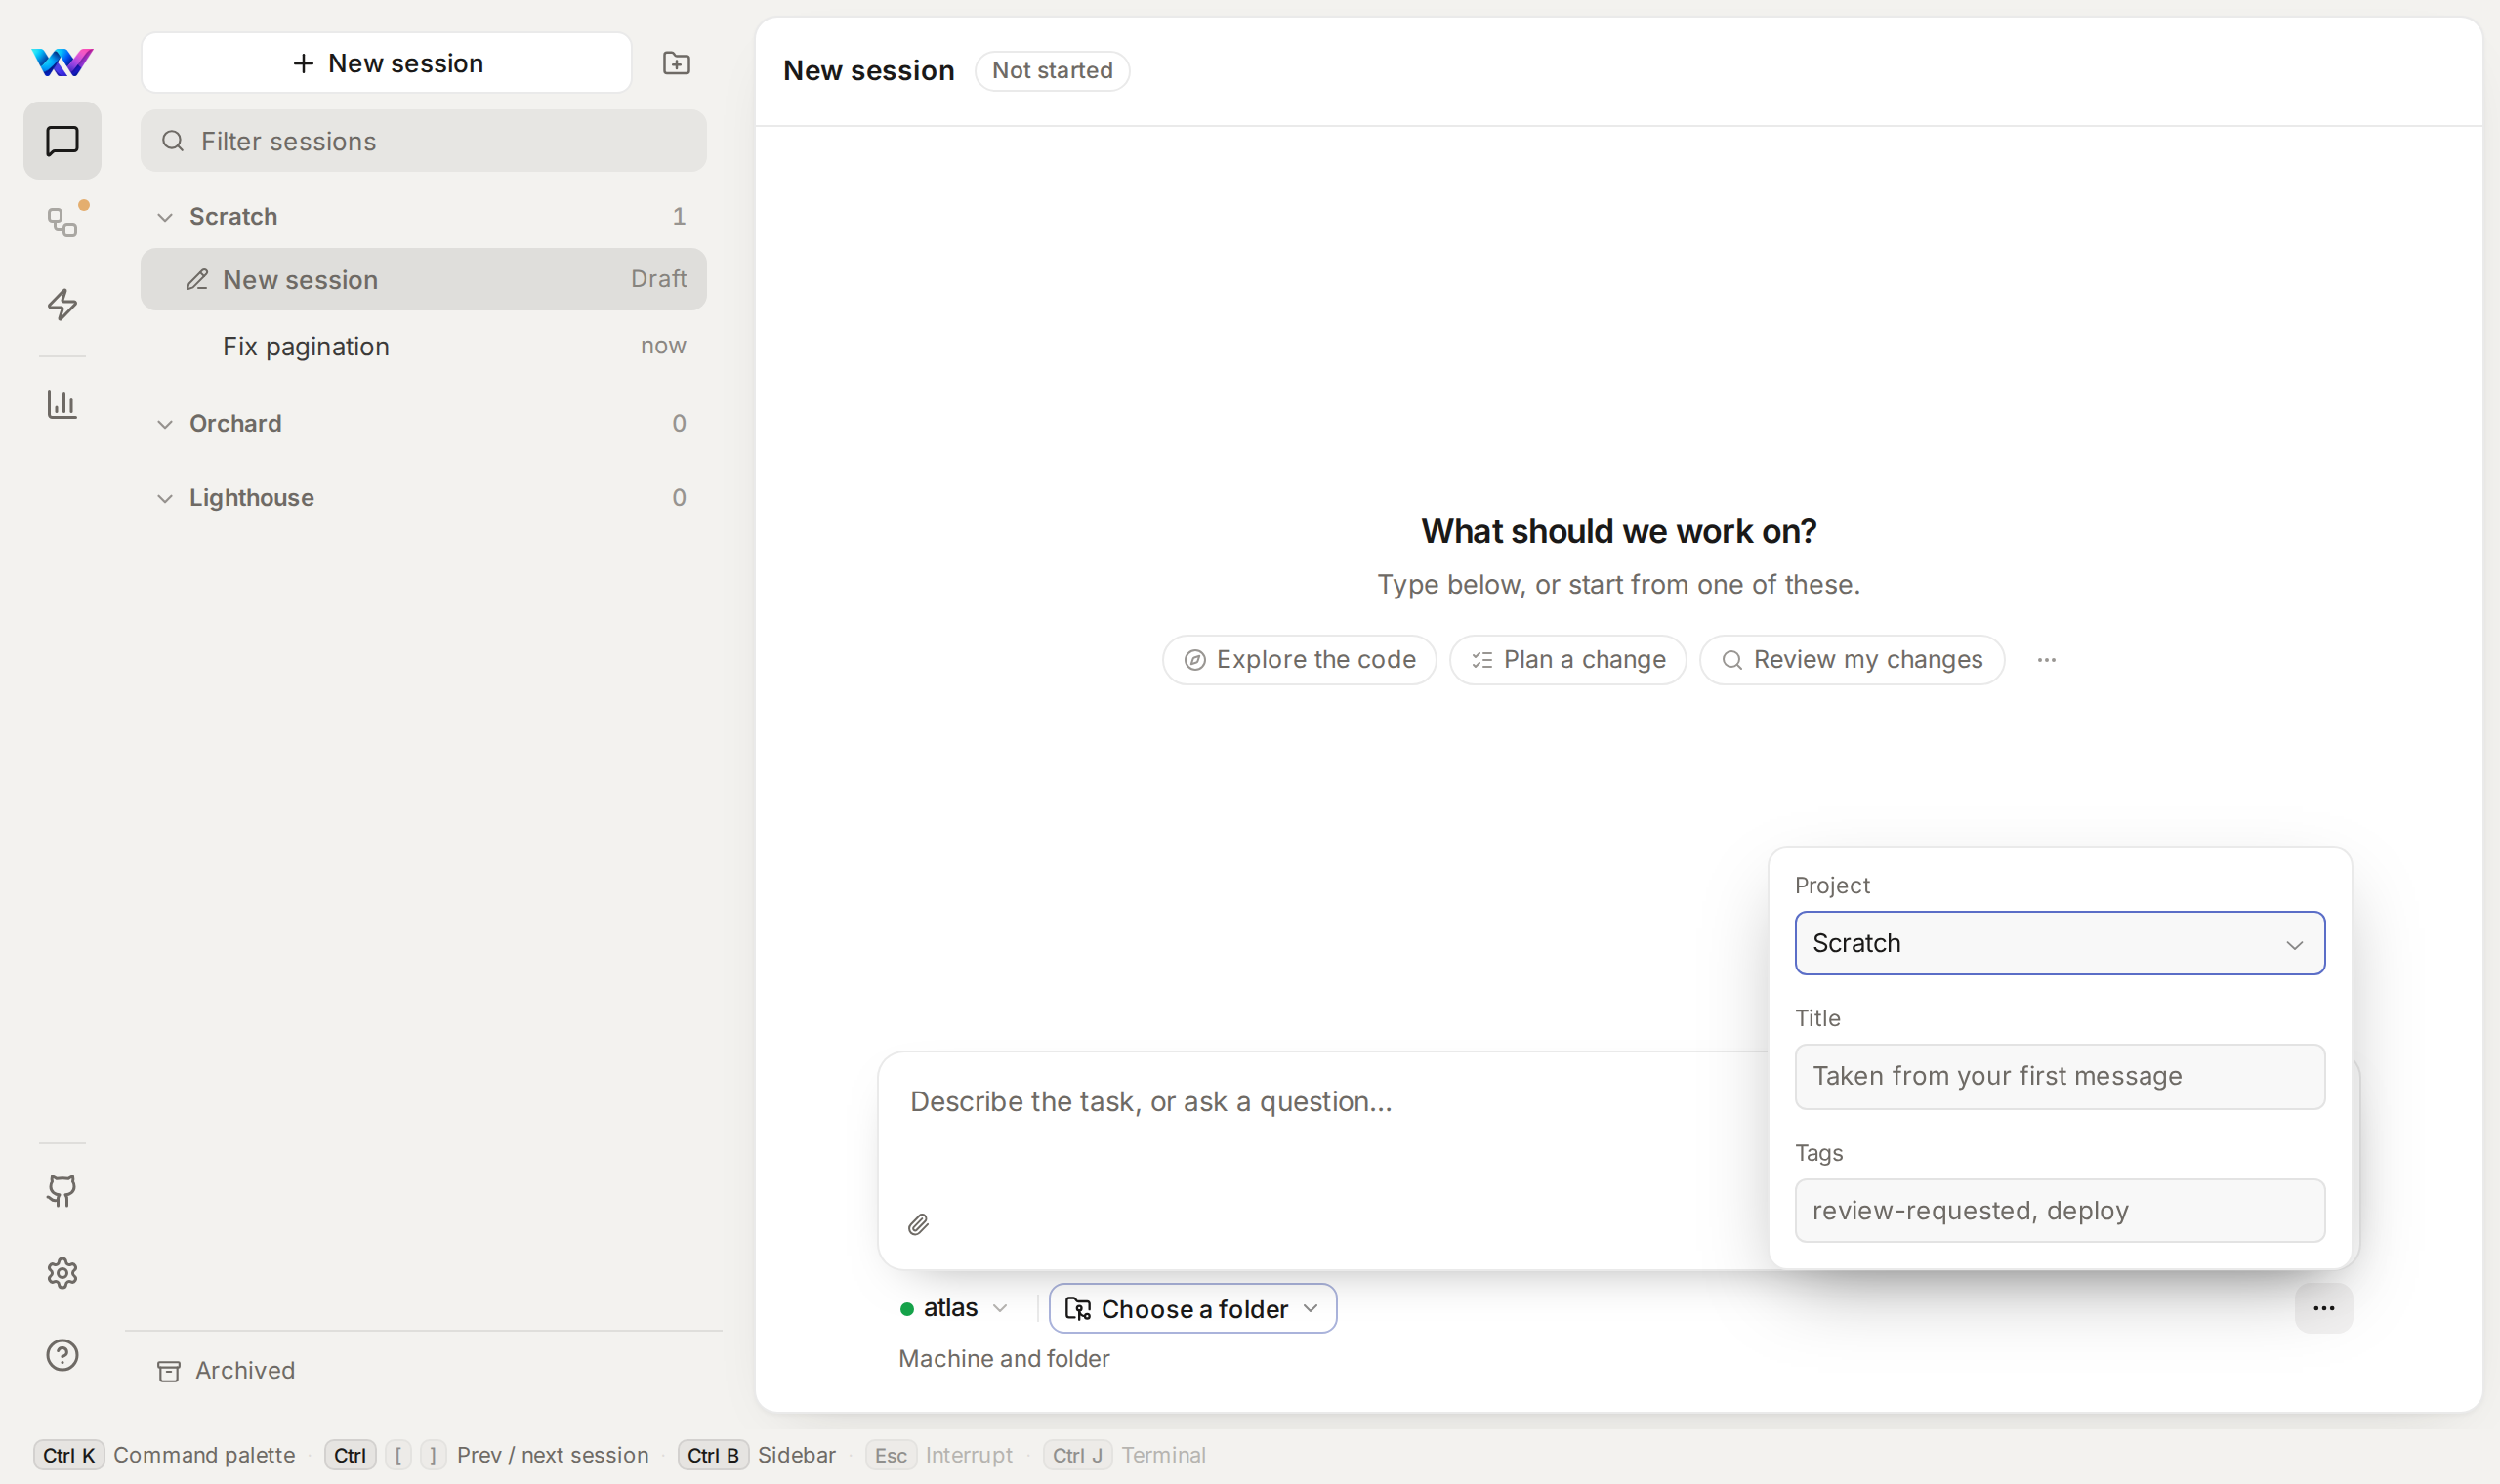 New session
Filter sessions
Scratch 1
New session Draft
Fix pagination now
Orchard 0
Lighthouse 0
Archived
New session Not started
What should we work on?
Type below, or start from one of these.
Explore the code Plan a change Review my changes
Project
Scratch
Title
Taken from your first message
Tags
review-requested, deploy
Describe the task, or ask a question...
atlas Choose a folder
Machine and folder
Ctrl K Command palette · Ctrl [ ] Prev / next session · Ctrl B Sidebar · Esc Interrupt · Ctrl J Terminal